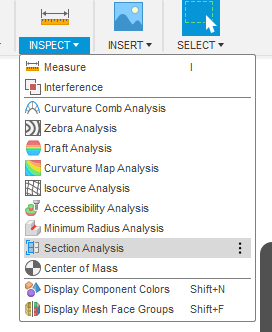 INSPECT ▾ INSERT ▾ SELECT ▾
Measure I
Interference
Curvature Comb Analysis
Zebra Analysis
Draft Analysis
Curvature Map Analysis
Isocurve Analysis
Accessibility Analysis
Minimum Radius Analysis
Section Analysis
Center of Mass
Display Component Colors Shift+N
Display Mesh Face Groups Shift+F